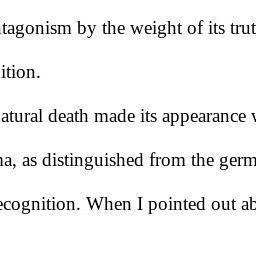 tagonism by the weight of its trut
ition.
atural death made its appearance
na, as distinguished from the germ
ecognition. When I pointed out ab